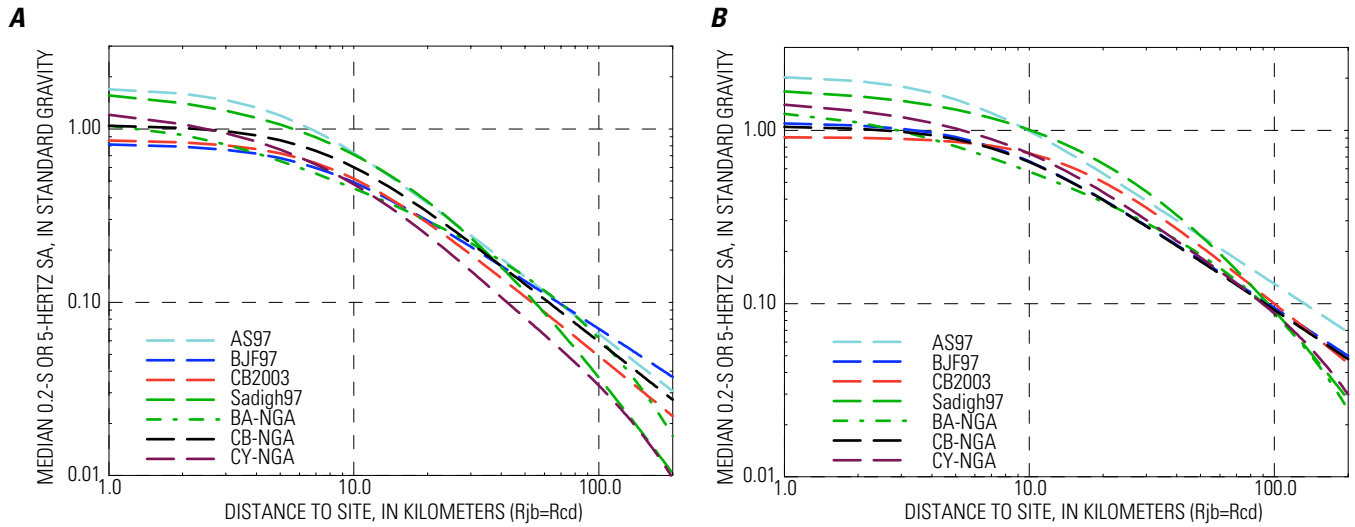 A
MEDIAN 0.2-S OR 5-HERTZ SA, IN STANDARD GRAVITY
1.00
0.10
0.01
AS97
BJF97
CB2003
Sadigh97
BA-NGA
CB-NGA
CY-NGA
1.0
10.0
100.0
DISTANCE TO SITE, IN KILOMETERS (Rjb=Rcd)
B
MEDIAN 0.2-S OR 5-HERTZ SA, IN STANDARD GRAVITY
1.00
0.10
0.01
AS97
BJF97
CB2003
Sadigh97
BA-NGA
CB-NGA
CY-NGA
1.0
10.0
100.0
DISTANCE TO SITE, IN KILOMETERS (Rjb=Rcd)